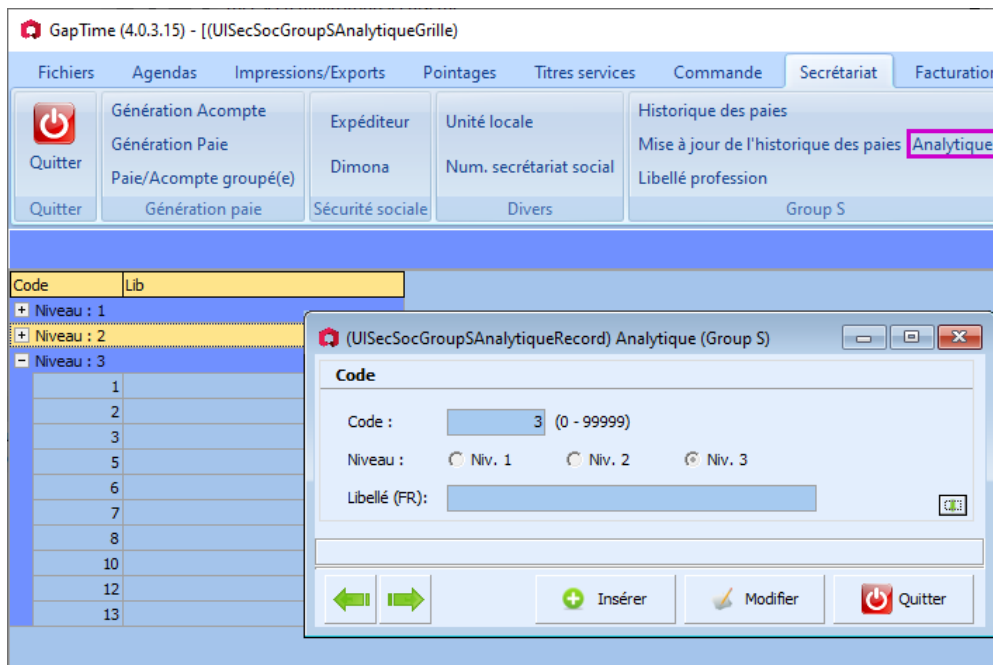 GapTime (4.0.3.15) - [(UISecSocGroupSAnalytiqueGrille)
Fichiers Agendas Impressions/Exports Pointages Titres services Commande Secrétariat Facturation
Quitter
Quitter
Génération Acompte
Génération Paie
Paie/Acompte groupé(e)
Génération paie
Expéditeur
Dimona
Sécurité sociale
Unité locale
Num. secrétariat social
Divers
Historique des paies
Mise à jour de l'historique des paies Analytique
Libellé profession
Group S
Code Lib
Niveau : 1
Niveau : 2
Niveau : 3
1
2
3
5
6
7
8
10
12
13
(UISecSocGroupSAnalytiqueRecord) Analytique (Group S)
Code
Code : 3 (0 - 99999)
Niveau : Niv. 1 Niv. 2 Niv. 3
Libellé (FR):
Insérer Modifier Quitter